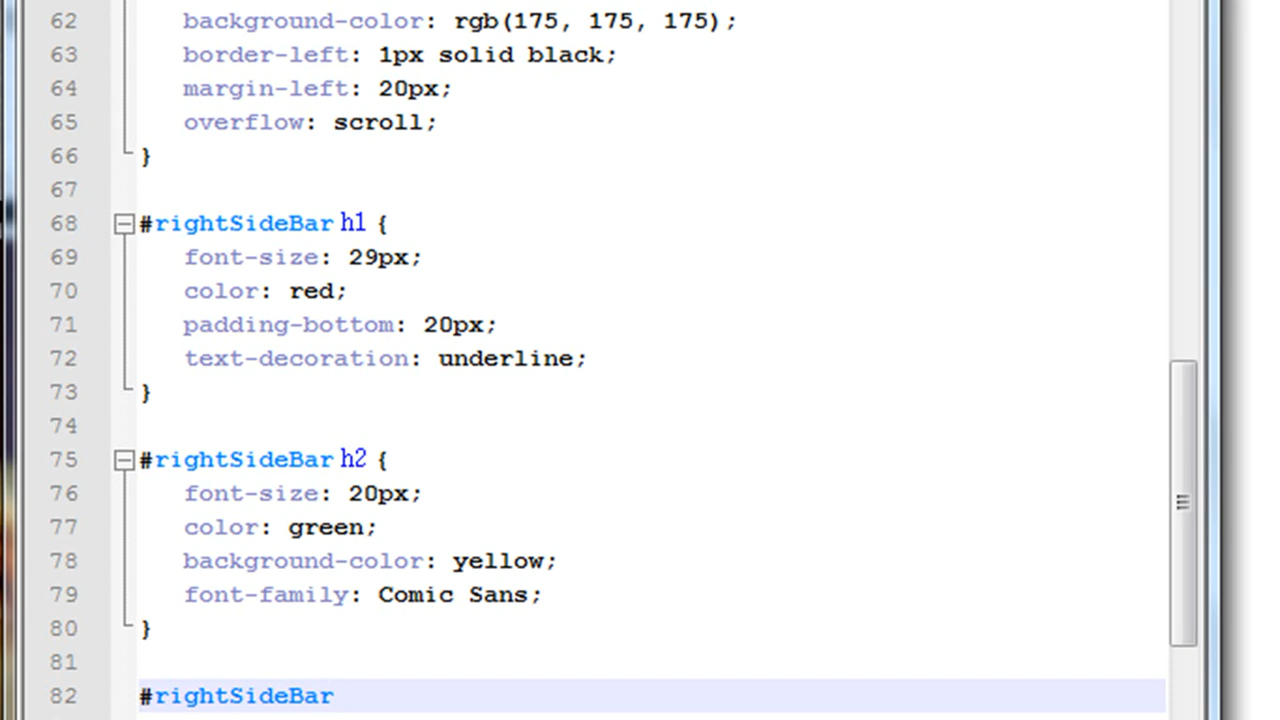 62 background-color: rgb(175, 175, 175);
63 border-left: 1px solid black;
64 margin-left: 20px;
65 overflow: scroll;
66 }
67
68 #rightSideBar h1 {
69 font-size: 29px;
70 color: red;
71 padding-bottom: 20px;
72 text-decoration: underline;
73 }
74
75 #rightSideBar h2 {
76 font-size: 20px;
77 color: green;
78 background-color: yellow;
79 font-family: Comic Sans;
80 }
81
82 #rightSideBar